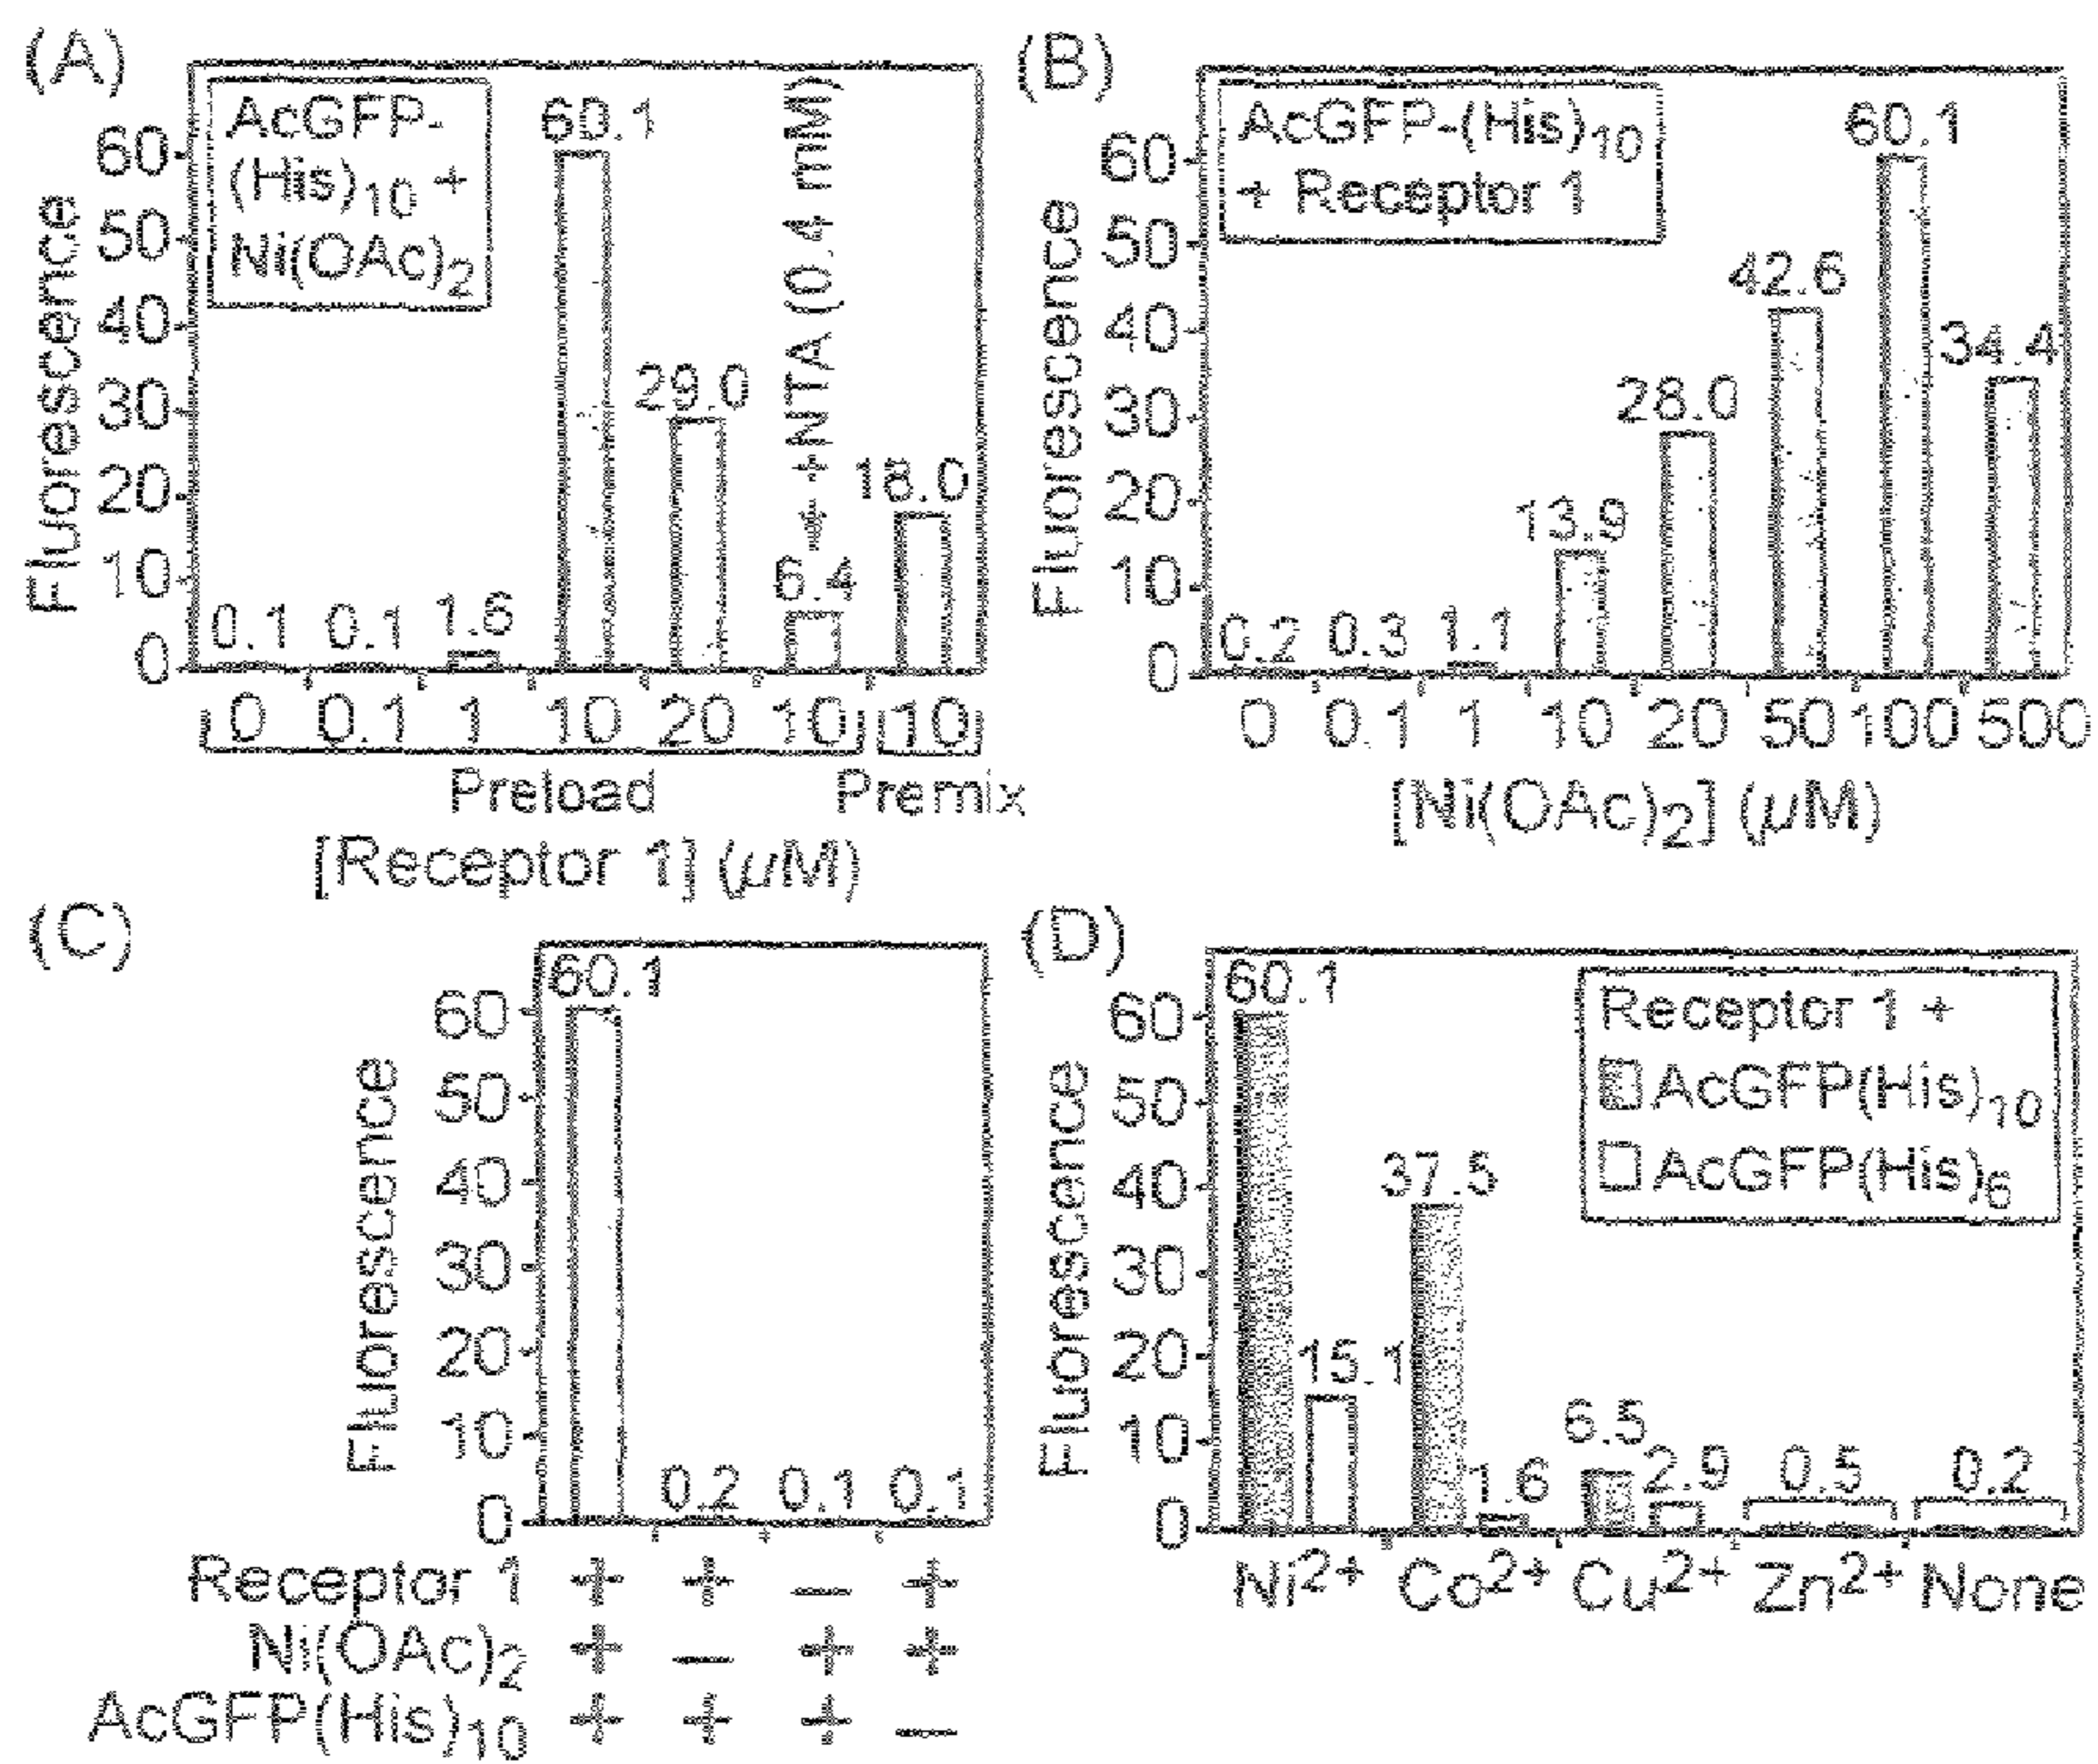 (A)
AcGFP-
(His)10 +
Ni(OAc)2
Fluorescence
60
50
40
30
20
10
0
0.1 0.1 1.6 60.1 29.0 6.4 18.0
+NTA (0.4 mM)
0 0.1 1 10 20 10 10
Preload Premix
[Receptor 1] (µM)
(B)
AcGFP-(His)10
+ Receptor 1
Fluorescence
60
50
40
30
20
10
0
0.2 0.3 1.1 13.9 28.0 42.6 60.1 34.4
0 0.1 1 10 20 50 100 500
[Ni(OAc)2] (µM)
(C)
Fluorescence
60
50
40
30
20
10
0
60.1 0.2 0.1 0.1
Receptor 1 + + – +
Ni(OAc)2 + – + +
AcGFP(His)10 + + + –
(D)
Receptor 1 +
AcGFP(His)10
AcGFP(His)6
Fluorescence
60
50
40
30
20
10
0
60.1 15.1 37.5 1.6 6.5 2.9 0.5 0.2
Ni2+ Co2+ Cu2+ Zn2+ None